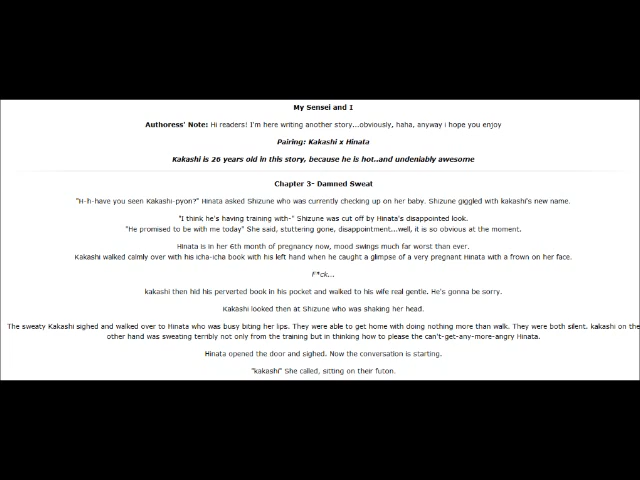 My Sensei and I
Authoress' Note: Hi readers! I'm here writing another story...obviously, haha, anyway i hope you enjoy
Pairing: Kakashi x Hinata
Kakashi is 26 years old in this story, because he is hot..and undeniably awesome
Chapter 3- Damned Sweat
"H-h-have you seen Kakashi-pyon?" Hinata asked Shizune who was currently checking up on her baby. Shizune giggled with kakashi's new name.
"I think he's having training with-" Shizune was cut off by Hinata's disappointed look.
"He promised to be with me today" She said, stuttering gone, disappointment...well, it is so obvious at the moment.
Hinata is in her 6th month of pregnancy now, mood swings much far worst than ever.
Kakashi walked calmly over with his icha-icha book with his left hand when he caught a glimpse of a very pregnant Hinata with a frown on her face.
F*ck...
kakashi then hid his perverted book in his pocket and walked to his wife real gentle. He's gonna be sorry.
Kakashi looked then at Shizune who was shaking her head.
The sweaty Kakashi sighed and walked over to Hinata who was busy biting her lips. They were able to get home with doing nothing more than walk. They were both silent. kakashi on the
other hand was sweating terribly not only from the training but in thinking how to please the can't-get-any-more-angry Hinata.
Hinata opened the door and sighed. Now the conversation is starting.
"kakashi" She called, sitting on their futon.